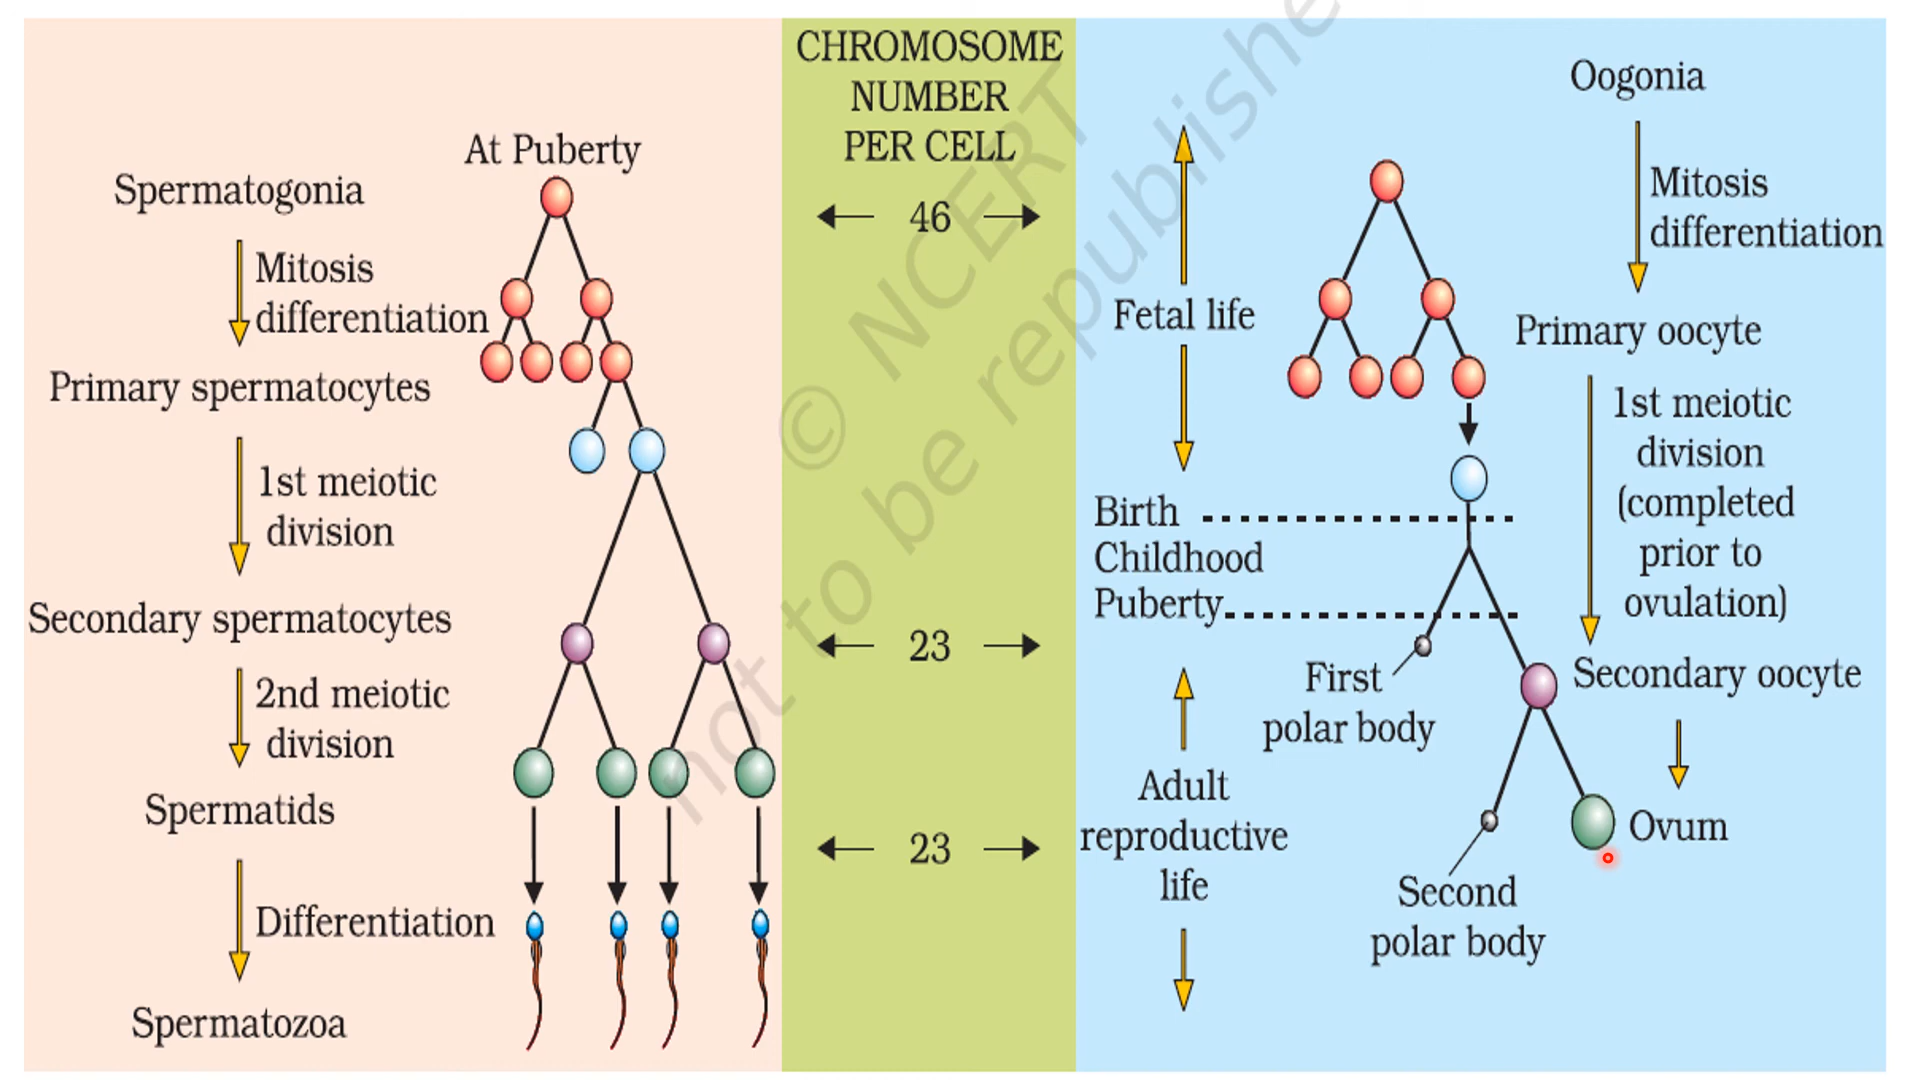 At Puberty
Spermatogonia
Mitosis
differentiation
Primary spermatocytes
1st meiotic
division
Secondary spermatocytes
2nd meiotic
division
Spermatids
Differentiation
Spermatozoa
CHROMOSOME
NUMBER
PER CELL
46
23
23
Oogonia
Mitosis
differentiation
Fetal life
Primary oocyte
1st meiotic
division
(completed
prior to
ovulation)
Birth
Childhood
Puberty
First
polar body
Secondary oocyte
Adult
reproductive
life
Ovum
Second
polar body
© NCERT
not to be republishe